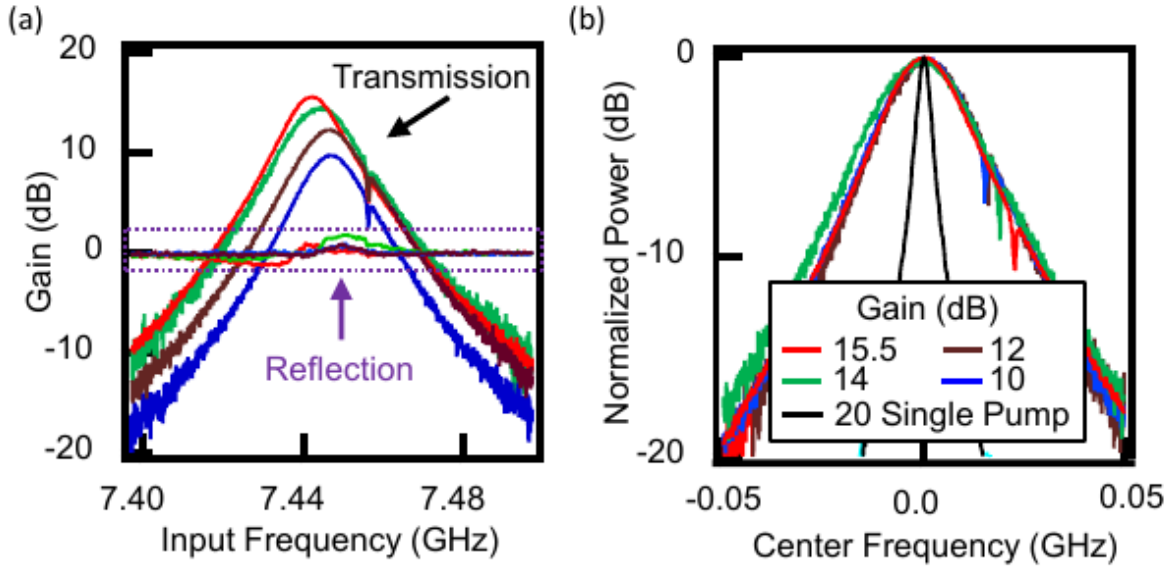 (a)
20
10
0
-10
-20
Gain (dB)
Transmission
Reflection
7.40
7.44
7.48
Input Frequency (GHz)
(b)
0
-10
-20
Normalized Power (dB)
Gain (dB)
15.5
12
14
10
20 Single Pump
-0.05
0.0
0.05
Center Frequency (GHz)